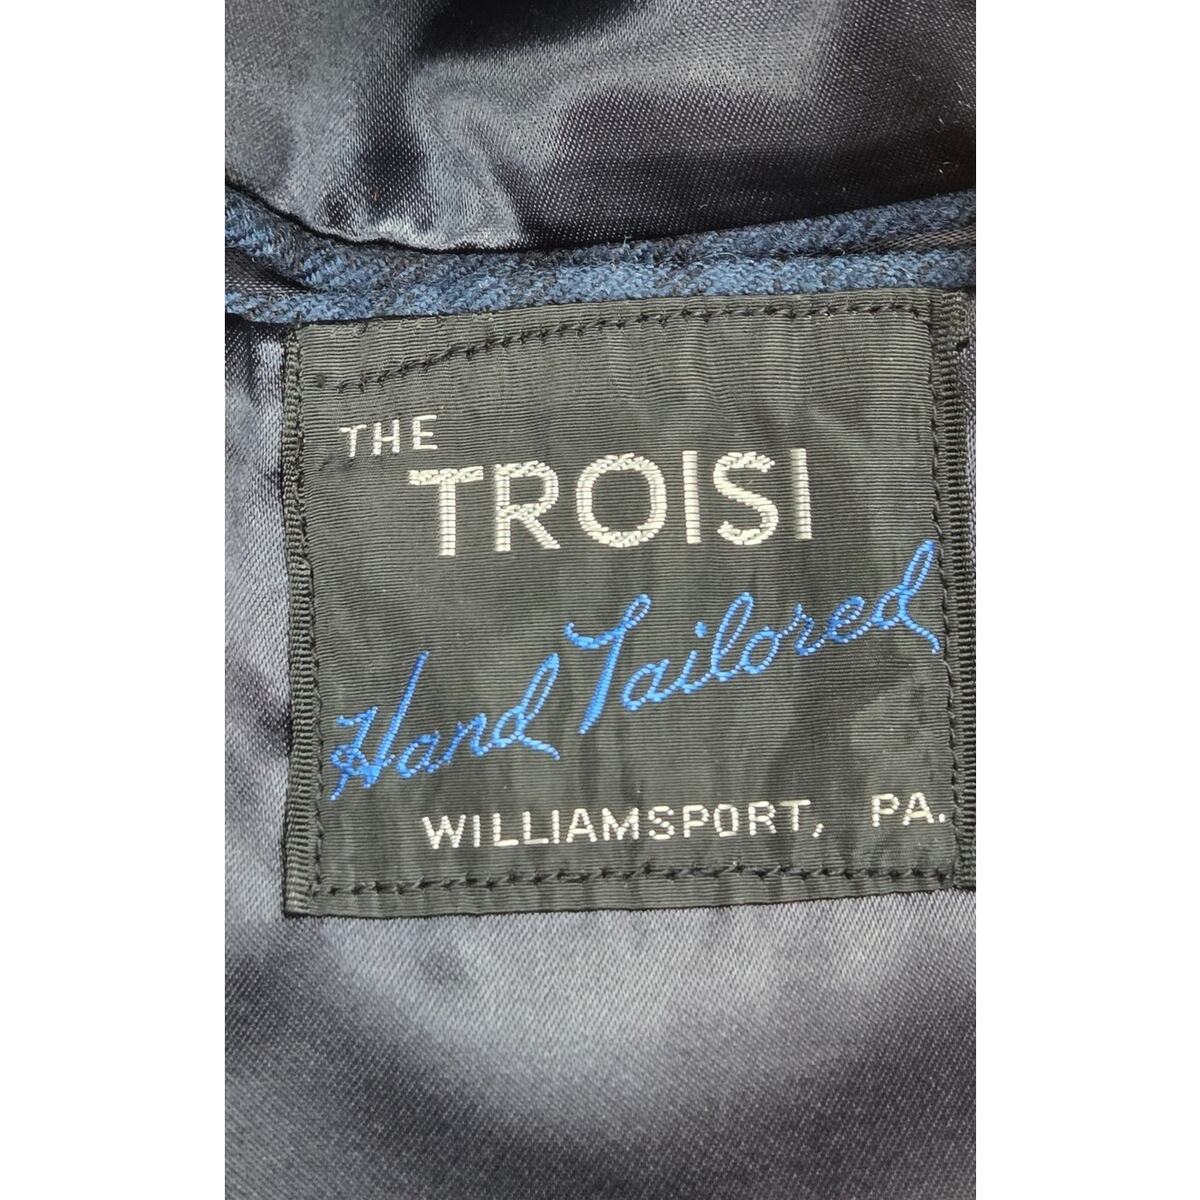 THE
TROISI
Hand Tailored
WILLIAMSPORT, PA.